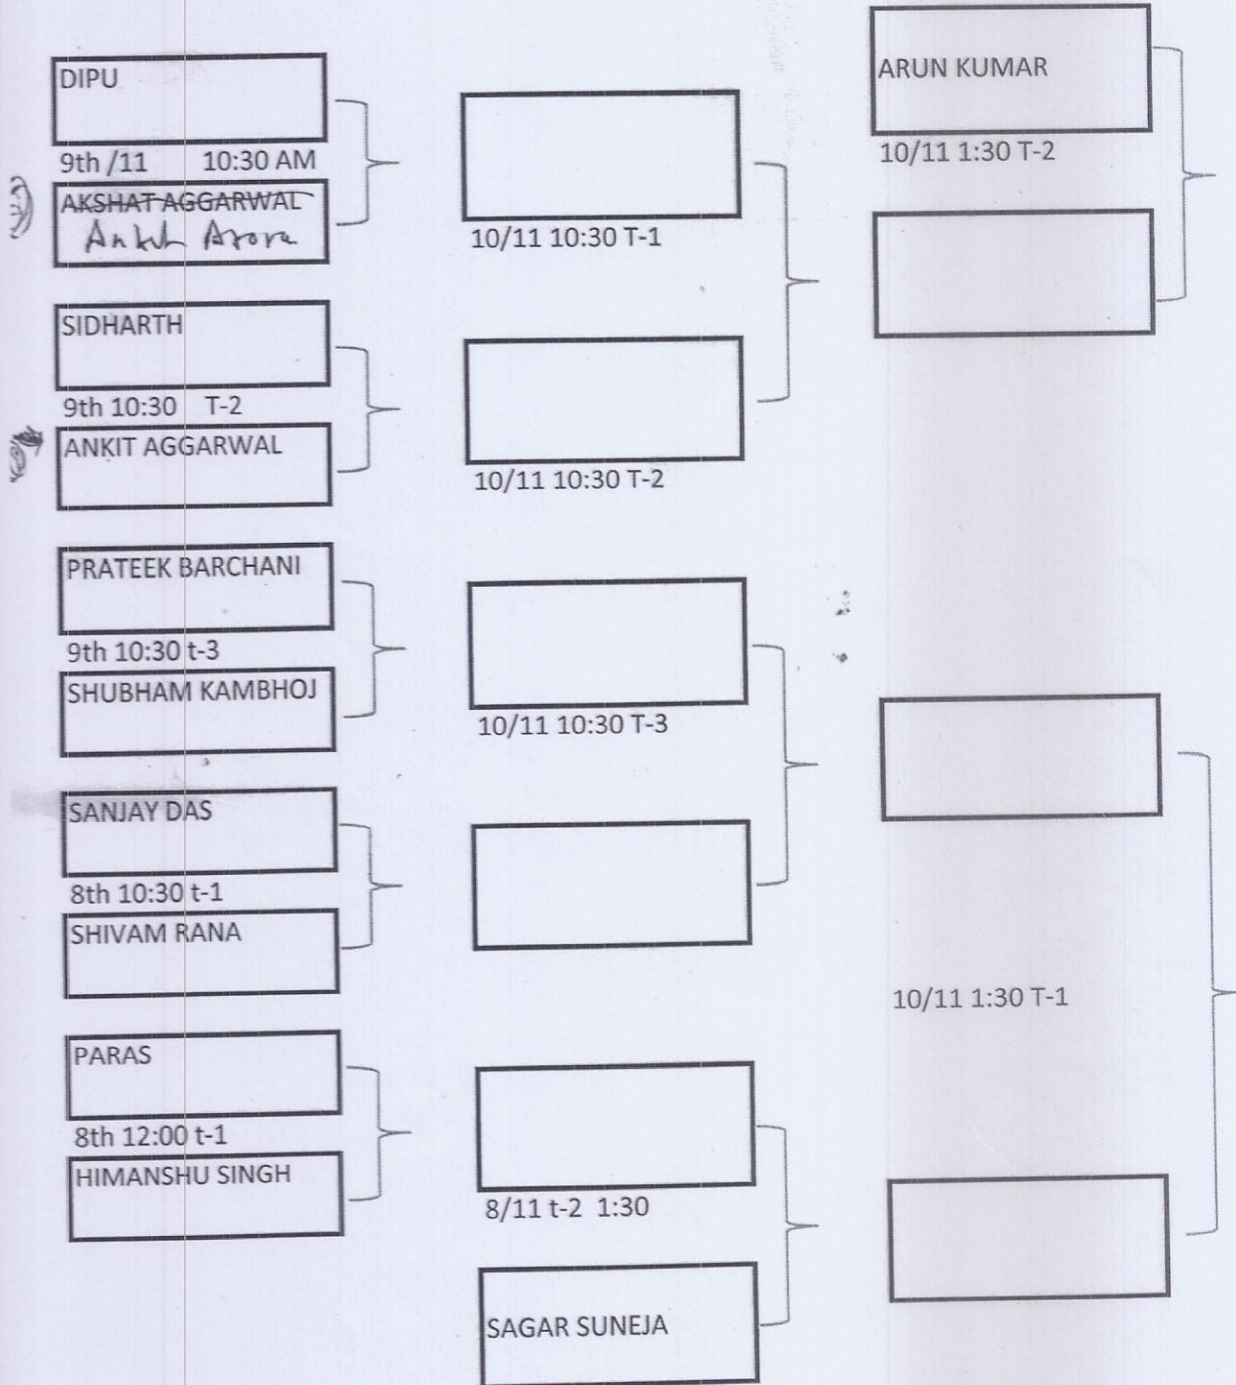 DIPU
9th /11 10:30 AM
AKSHAT AGGARWAL
Ankit Arora
SIDHARTH
9th 10:30 T-2
ANKIT AGGARWAL
PRATEEK BARCHANI
9th 10:30 t-3
SHUBHAM KAMBHOJ
SANJAY DAS
8th 10:30 t-1
SHIVAM RANA
PARAS
8th 12:00 t-1
HIMANSHU SINGH
10/11 10:30 T-1
10/11 10:30 T-2
10/11 10:30 T-3
8/11 t-2 1:30
SAGAR SUNEJA
ARUN KUMAR
10/11 1:30 T-2
10/11 1:30 T-1